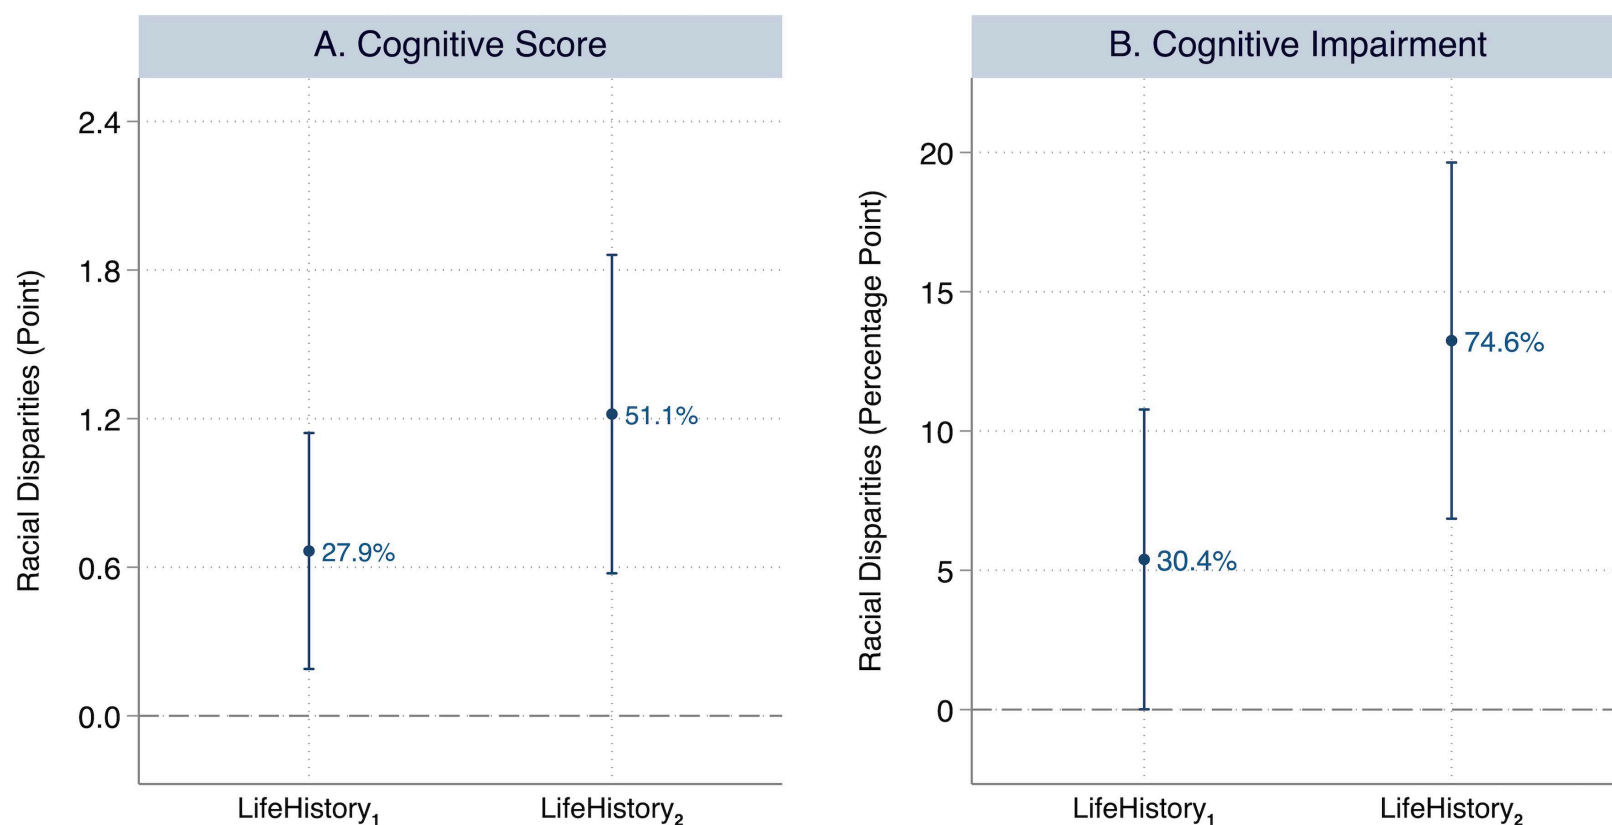 A. Cognitive Score
Racial Disparities (Point)
2.4
1.8
1.2
0.6
0.0
51.1%
27.9%
LifeHistory₁ LifeHistory₂
B. Cognitive Impairment
Racial Disparities (Percentage Point)
20
15
10
5
0
74.6%
30.4%
LifeHistory₁ LifeHistory₂